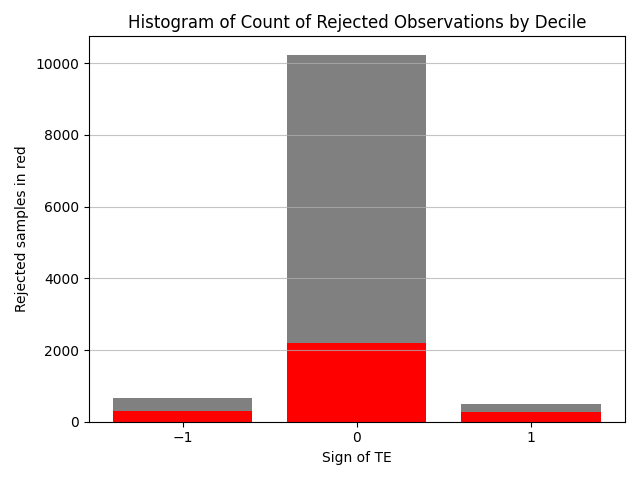 Histogram of Count of Rejected Observations by Decile
10000
8000
6000
4000
2000
0
Rejected samples in red
−1 0 1
Sign of TE